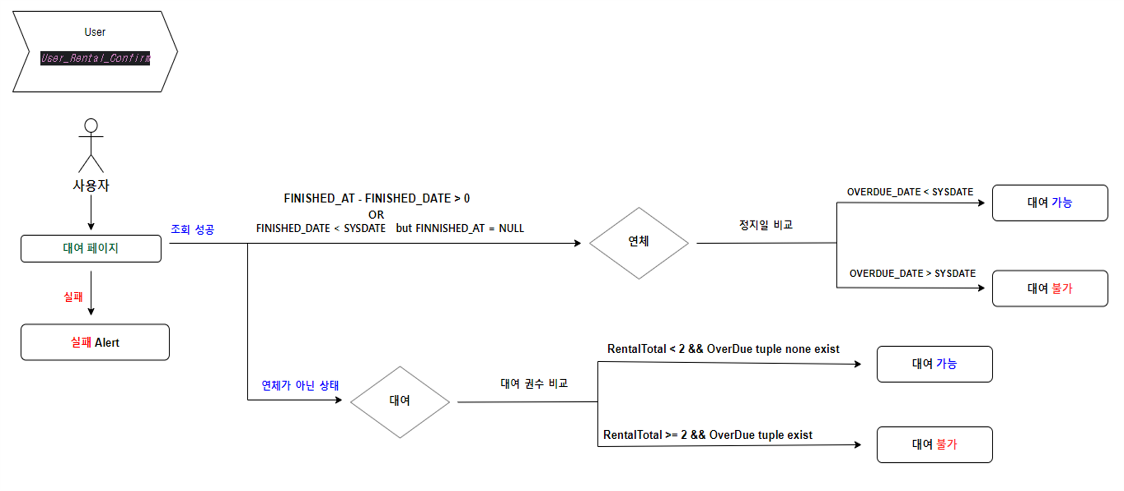 User
User_Rental_Confirm
사용자
대여 페이지
실패
실패 Alert
조회 성공
FINISHED_AT - FINISHED_DATE > 0
OR
FINISHED_DATE < SYSDATE but FINNISHED_AT = NULL
연체
정지일 비교
OVERDUE_DATE < SYSDATE
대여 가능
OVERDUE_DATE > SYSDATE
대여 불가
연체가 아닌 상태
대여
대여 권수 비교
RentalTotal < 2 && OverDue tuple none exist
대여 가능
RentalTotal >= 2 && OverDue tuple exist
대여 불가